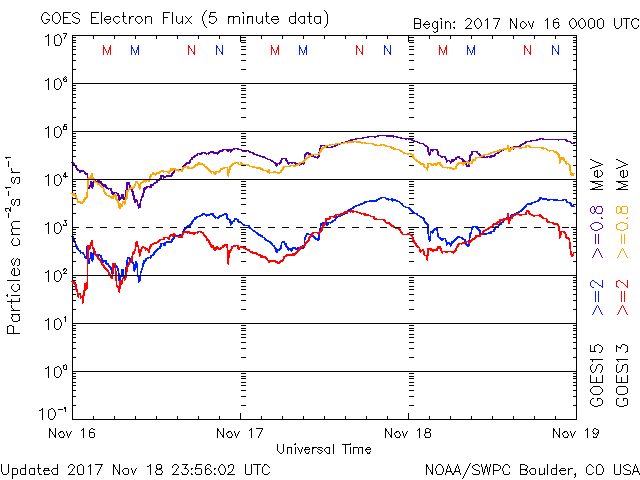 GOES Electron Flux (5 minute data)
Begin: 2017 Nov 16 0000 UTC
10⁷
M M N N M M N N M M N N
10⁶
10⁵
10⁴
10³
10²
10¹
10⁰
10⁻¹
Particles cm⁻²s⁻¹sr⁻¹
Nov 16 Nov 17 Nov 18 Nov 19
Universal Time
GOES15 >=2 >=0.8 MeV
GOES13 >=2 >=0.8 MeV
Updated 2017 Nov 18 23:56:02 UTC
NOAA/SWPC Boulder, CO USA